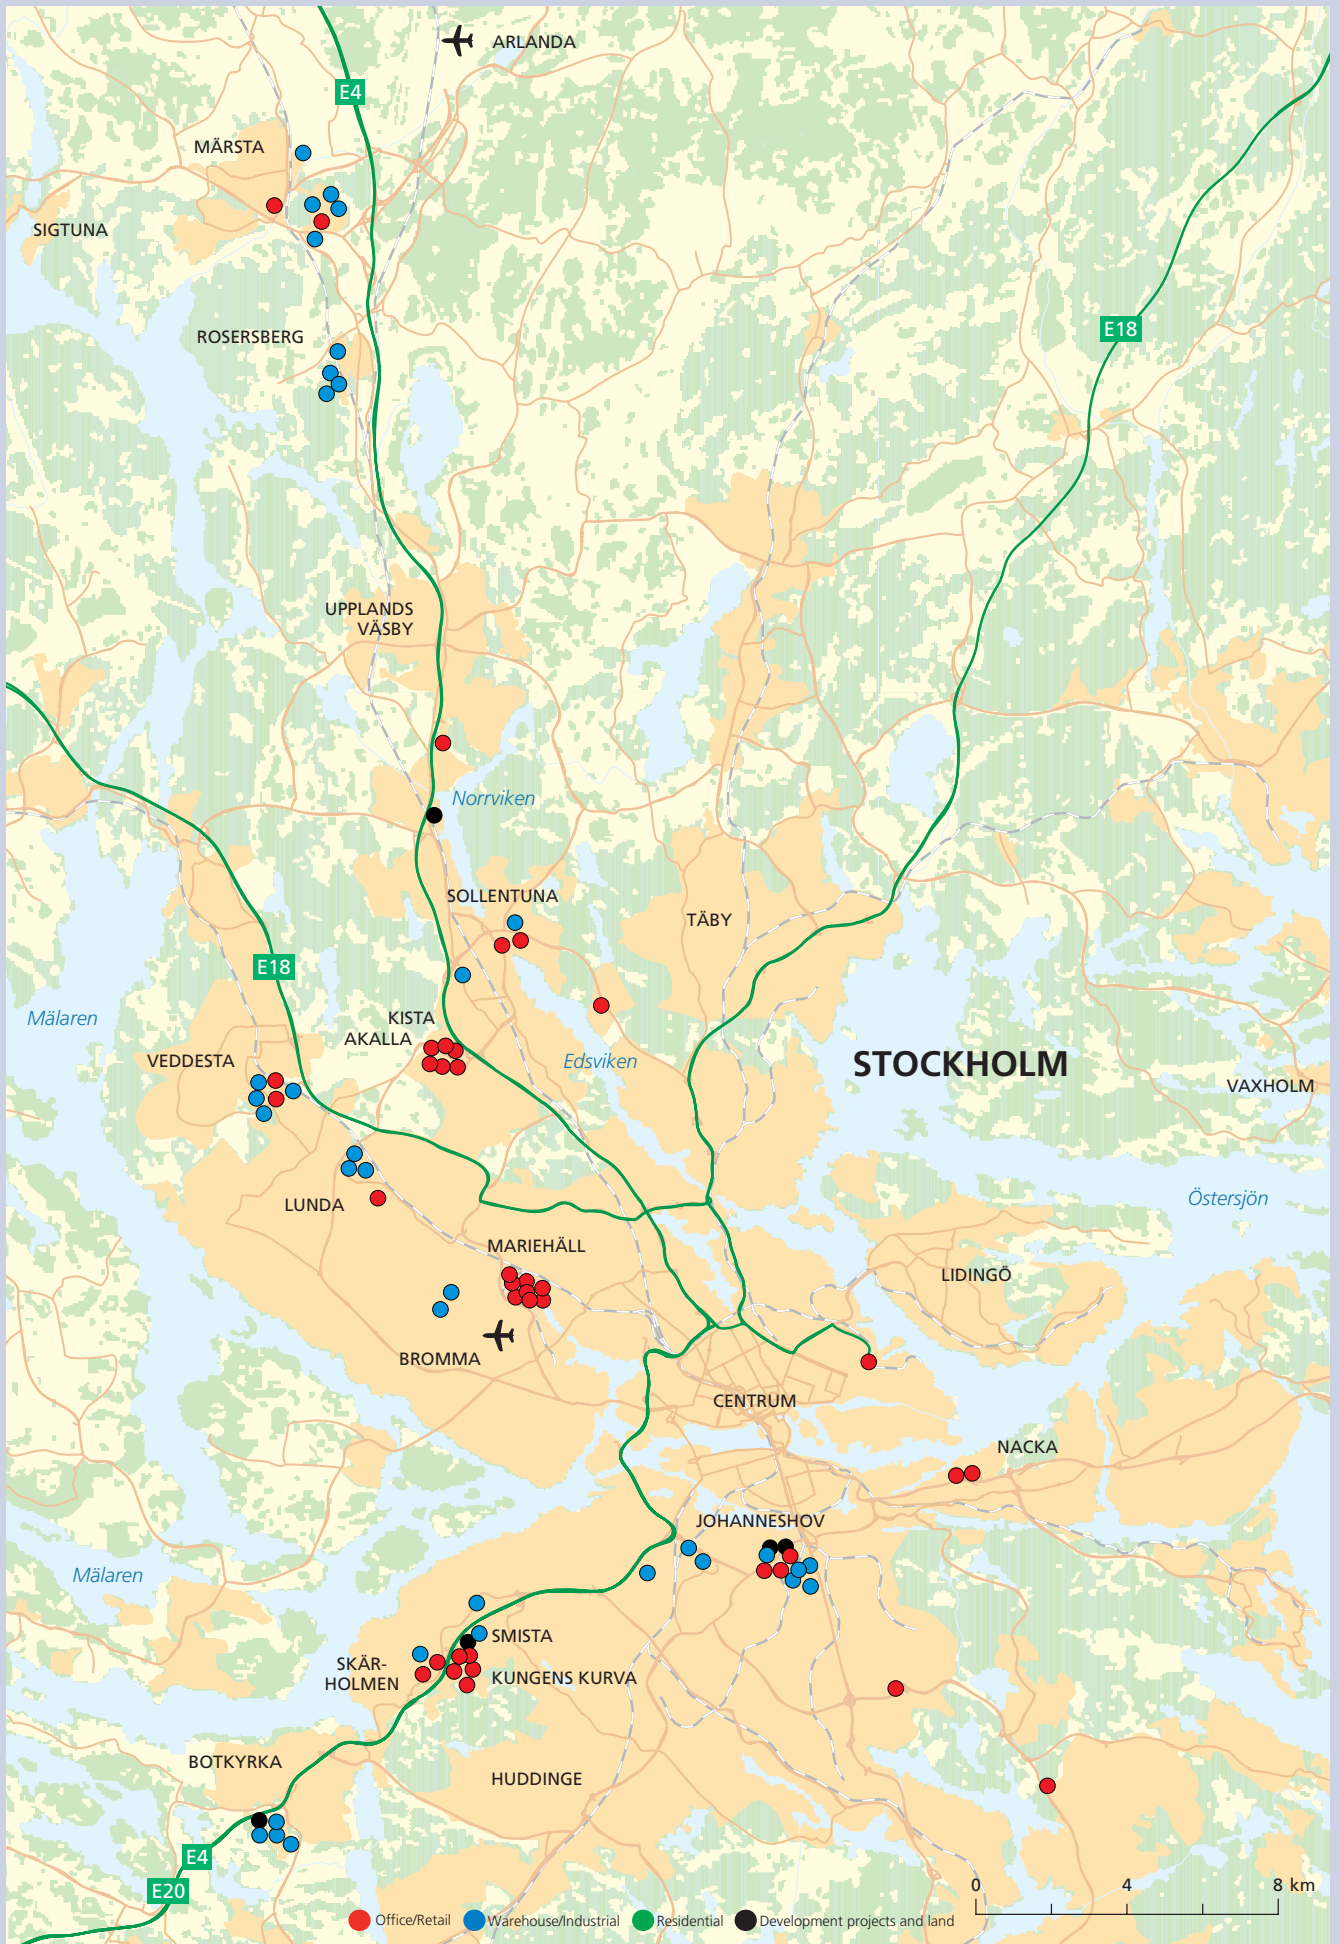 ARLANDA
E4
MÄRSTA
SIGTUNA
E18
ROSERSBERG
UPPLANDS
VÄSBY
Norrviken
SOLLENTUNA
TÄBY
E18
Mälaren
KISTA
AKALLA
VEDDESTA
Edsviken
STOCKHOLM
VAXHOLM
LUNDA
Östersjön
MARIEHÄLL
LIDINGÖ
BROMMA
CENTRUM
NACKA
JOHANNESHOV
Mälaren
SMISTA
SKÄR-
HOLMEN
KUNGENS KURVA
BOTKYRKA
HUDDINGE
E4
E20
0 4 8 km
Office/Retail Warehouse/Industrial Residential Development projects and land